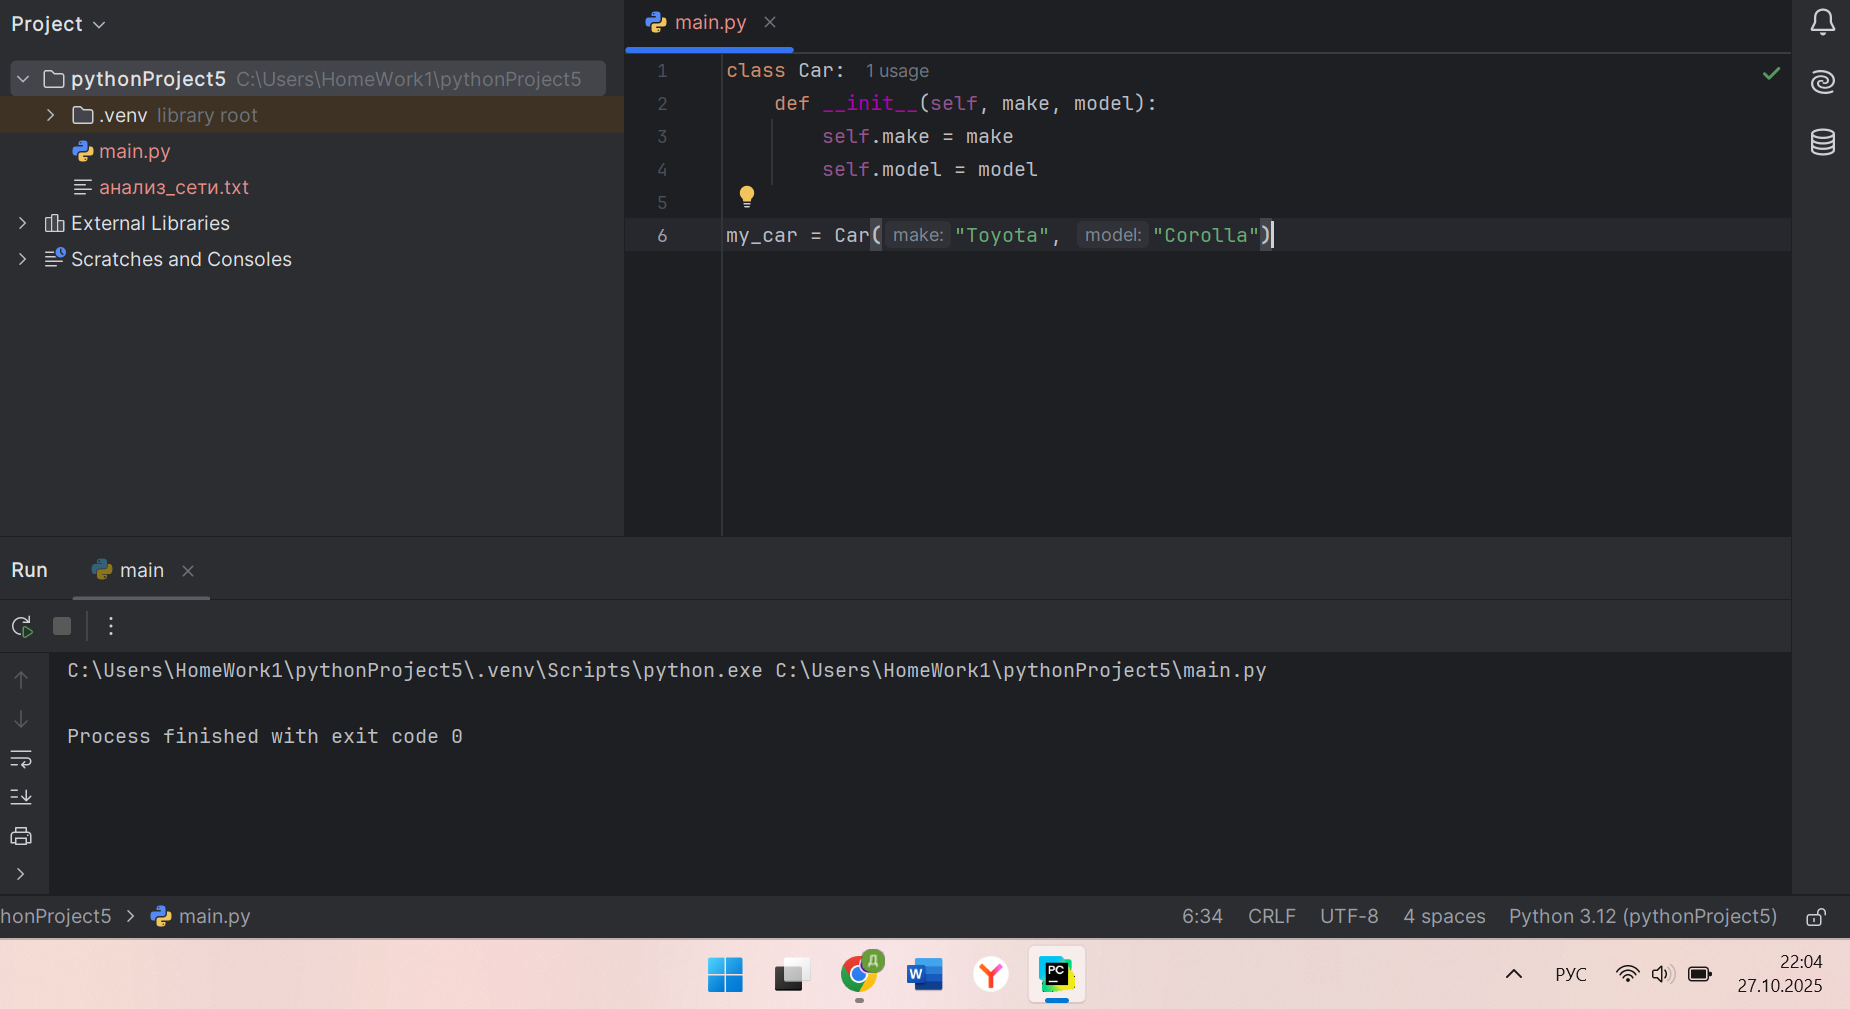 Project
pythonProject5 C:\Users\HomeWork1\pythonProject5
.venv library root
main.py
анализ_сети.txt
External Libraries
Scratches and Consoles
main.py
1 class Car: 1 usage
2 def __init__(self, make, model):
3 self.make = make
4 self.model = model
5
6 my_car = Car( make: "Toyota", model: "Corolla")
Run main
C:\Users\HomeWork1\pythonProject5\.venv\Scripts\python.exe C:\Users\HomeWork1\pythonProject5\main.py
Process finished with exit code 0
honProject5 main.py 6:34 CRLF UTF-8 4 spaces Python 3.12 (pythonProject5)
Д W Y PC РУС 22:04
27.10.2025